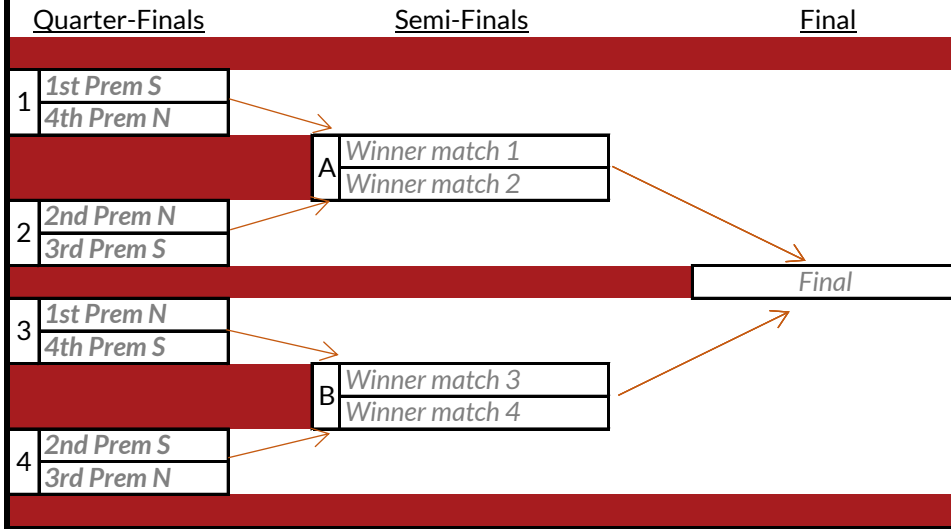 Quarter-Finals Semi-Finals Final
1 1st Prem S
4th Prem N
A Winner match 1
Winner match 2
2 2nd Prem N
3rd Prem S
Final
3 1st Prem N
4th Prem S
B Winner match 3
Winner match 4
4 2nd Prem S
3rd Prem N